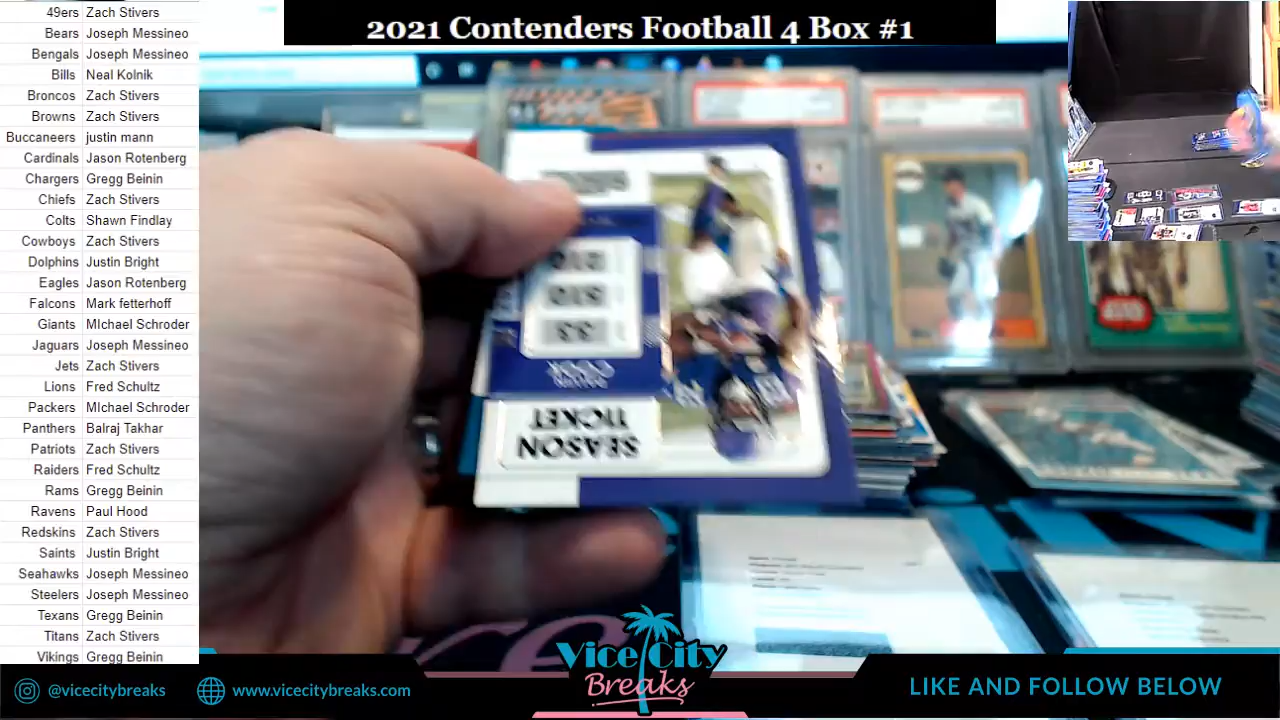 2021 Contenders Football 4 Box #1
49ers Zach Stivers
Bears Joseph Messineo
Bengals Joseph Messineo
Bills Neal Kolnik
Broncos Zach Stivers
Browns Zach Stivers
Buccaneers justin mann
Cardinals Jason Rotenberg
Chargers Gregg Beinin
Chiefs Zach Stivers
Colts Shawn Findlay
Cowboys Zach Stivers
Dolphins Justin Bright
Eagles Jason Rotenberg
Falcons Mark fetterhoff
Giants MIchael Schroder
Jaguars Joseph Messineo
Jets Zach Stivers
Lions Fred Schultz
Packers MIchael Schroder
Panthers Balraj Takhar
Patriots Zach Stivers
Raiders Fred Schultz
Rams Gregg Beinin
Ravens Paul Hood
Redskins Zach Stivers
Saints Justin Bright
Seahawks Joseph Messineo
Steelers Joseph Messineo
Texans Gregg Beinin
Titans Zach Stivers
Vikings Gregg Beinin
SEASON
TICKET
COOK
33
Vice City
Breaks
@vicecitybreaks
www.vicecitybreaks.com
LIKE AND FOLLOW BELOW